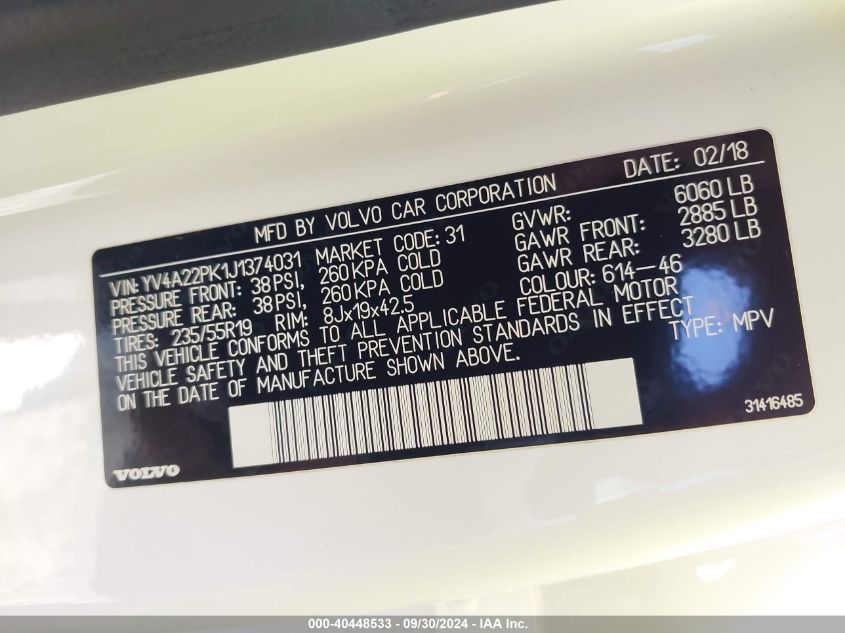 MFD BY VOLVO CAR CORPORATION DATE: 02/18
VIN: YV4A22PK1J1374031 MARKET CODE: 31 GVWR: 6060 LB
PRESSURE FRONT: 38 PSI, 260 KPA COLD GAWR FRONT: 2885 LB
PRESSURE REAR: 38 PSI, 260 KPA COLD GAWR REAR: 3280 LB
TIRES: 235/55R19 RIM: 8Jx19x42.5 COLOUR: 614-46
THIS VEHICLE CONFORMS TO ALL APPLICABLE FEDERAL MOTOR
VEHICLE SAFETY AND THEFT PREVENTION STANDARDS IN EFFECT
ON THE DATE OF MANUFACTURE SHOWN ABOVE. TYPE: MPV
31416485
VOLVO
000-40448533 - 09/30/2024 - IAA Inc.